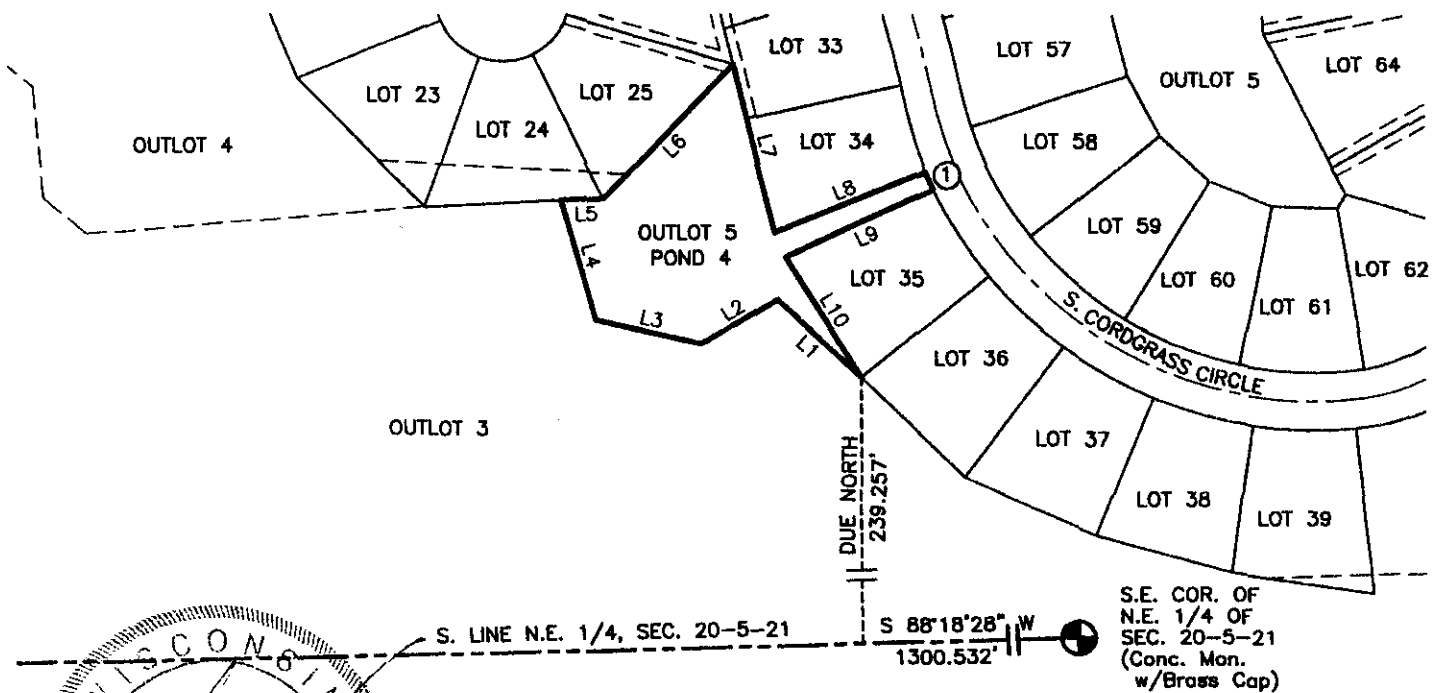 LOT 33
LOT 57
LOT 64
OUTLOT 5
LOT 23
LOT 25
LOT 24
OUTLOT 4
LOT 34
LOT 58
L6
L7
L8
1
L5
L4
OUTLOT 5
POND 4
L9
LOT 59
LOT 35
LOT 60
LOT 61
LOT 62
L10
L3
L2
L1
S. CORDGRASS CIRCLE
LOT 36
OUTLOT 3
LOT 37
LOT 38
LOT 39
DUE NORTH
239.257'
S. LINE N.E. 1/4, SEC. 20-5-21
S 88°18'28" W
1300.532'
S.E. COR. OF
N.E. 1/4 OF
SEC. 20-5-21
(Conc. Mon.
w/Brass Cap)
WISCONSIN